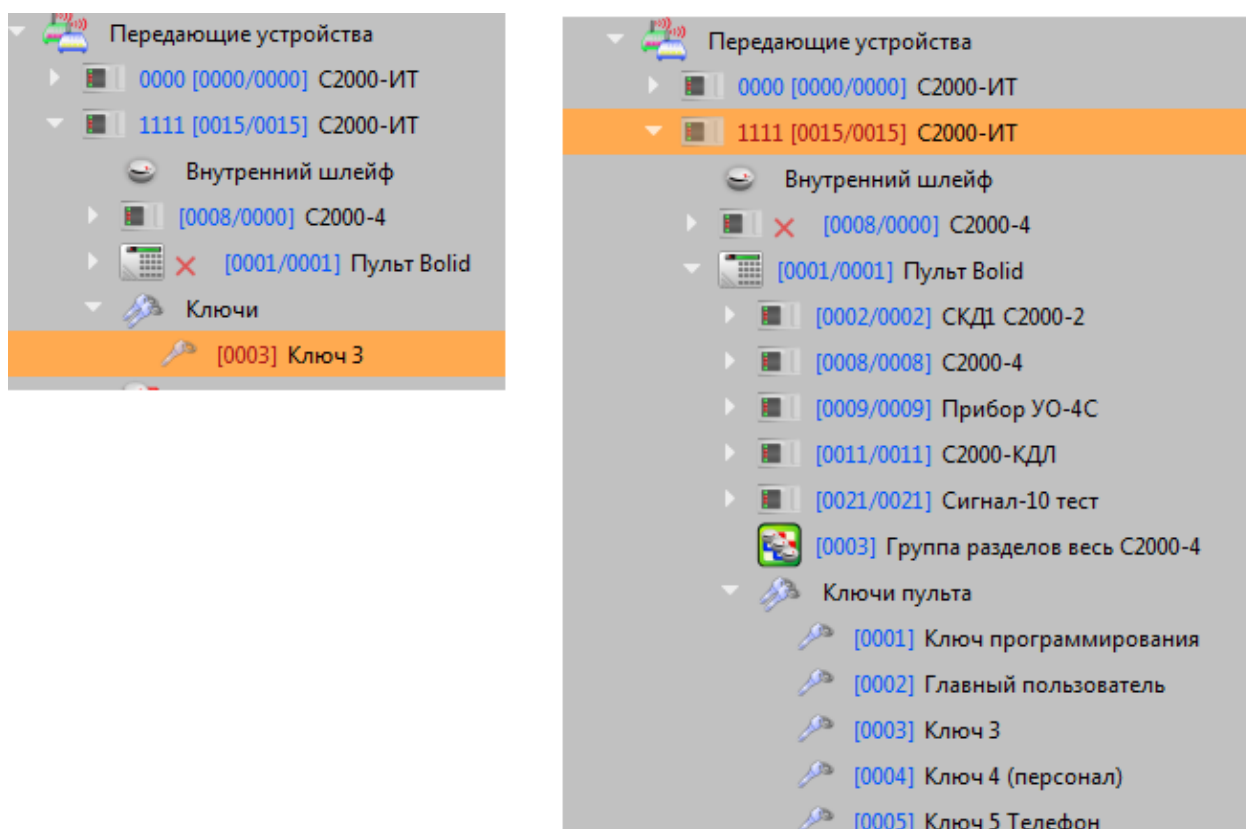 Передающие устройства
0000 [0000/0000] С2000-ИТ
1111 [0015/0015] С2000-ИТ
Внутренний шлейф
[0008/0000] С2000-4
[0001/0001] Пульт Bolid
Ключи
[0003] Ключ 3
Передающие устройства
0000 [0000/0000] С2000-ИТ
1111 [0015/0015] С2000-ИТ
Внутренний шлейф
[0008/0000] С2000-4
[0001/0001] Пульт Bolid
[0002/0002] СКД1 С2000-2
[0008/0008] С2000-4
[0009/0009] Прибор УО-4С
[0011/0011] С2000-КДЛ
[0021/0021] Сигнал-10 тест
[0003] Группа разделов весь С2000-4
Ключи пульта
[0001] Ключ программирования
[0002] Главный пользователь
[0003] Ключ 3
[0004] Ключ 4 (персонал)
[0005] Ключ 5 Телефон